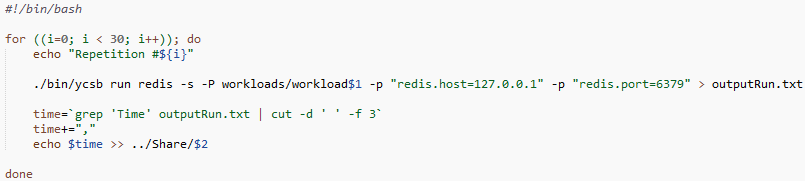 #!/bin/bash
for ((i=0; i < 30; i++)); do
echo "Repetition #${i}"
./bin/ycsb run redis -s -P workloads/workload$1 -p "redis.host=127.0.0.1" -p "redis.port=6379" > outputRun.txt
time=`grep 'Time' outputRun.txt | cut -d ' ' -f 3`
time+=","
echo $time >> ../Share/$2
done